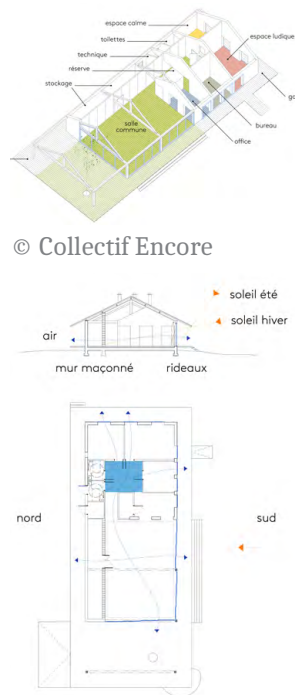 espace calme
toilettes
espace ludique
technique
réserve
stockage
salle
commune
bureau
office
© Collectif Encore
soleil été
soleil hiver
air
mur maçonné
rideaux
nord
sud